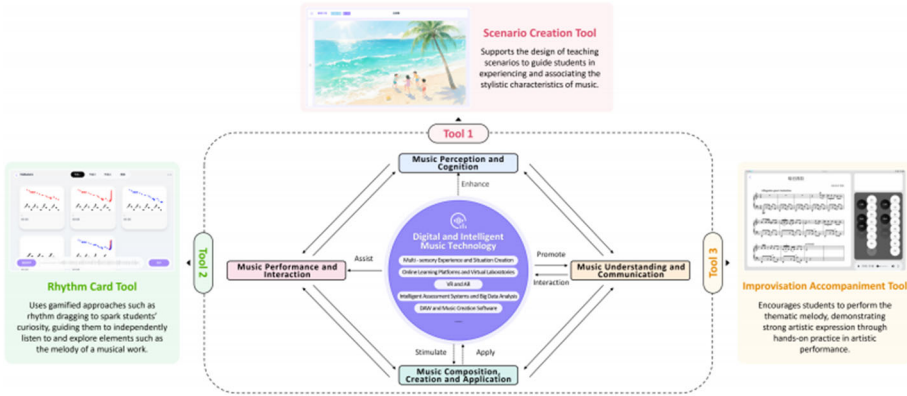 Scenario Creation Tool
Supports the design of teaching
scenarios to guide students in
experiencing and associating the
stylistic characteristics of music.
Tool 1
Music Perception and
Cognition
Enhance
Digital and Intelligent
Music Technology
Multi-sensory Experience and Situation Creation
Online Learning Platforms and Virtual Laboratories
VR and AR
Intelligent Assessment Systems and Big Data Analysis
DAW and Music Creation Software
......
Assist
Promote
Interaction
Music Performance and
Interaction
Music Understanding and
Communication
Stimulate
Apply
Music Composition,
Creation and Application
Tool 2
Rhythm Card Tool
Uses gamified approaches such as
rhythm dragging to spark students'
curiosity, guiding them to independently
listen to and explore elements such as
the melody of a musical work.
Tool 3
Improvisation Accompaniment Tool
Encourages students to perform the
thematic melody, demonstrating
strong artistic expression through
hands-on practice in artistic
performance.